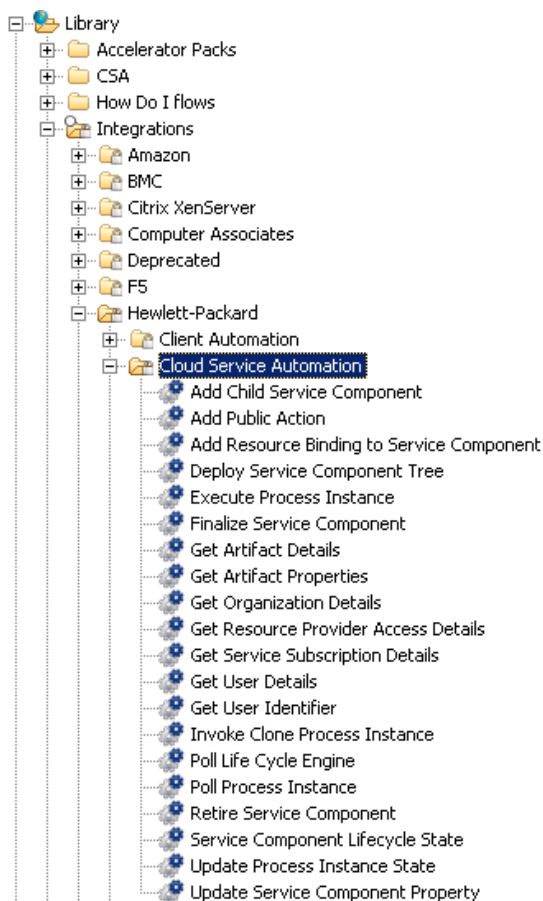 Library
Accelerator Packs
CSA
How Do I flows
Integrations
Amazon
BMC
Citrix XenServer
Computer Associates
Deprecated
F5
Hewlett-Packard
Client Automation
Cloud Service Automation
Add Child Service Component
Add Public Action
Add Resource Binding to Service Component
Deploy Service Component Tree
Execute Process Instance
Finalize Service Component
Get Artifact Details
Get Artifact Properties
Get Organization Details
Get Resource Provider Access Details
Get Service Subscription Details
Get User Details
Get User Identifier
Invoke Clone Process Instance
Poll Life Cycle Engine
Poll Process Instance
Retire Service Component
Service Component Lifecycle State
Update Process Instance State
Update Service Component Property